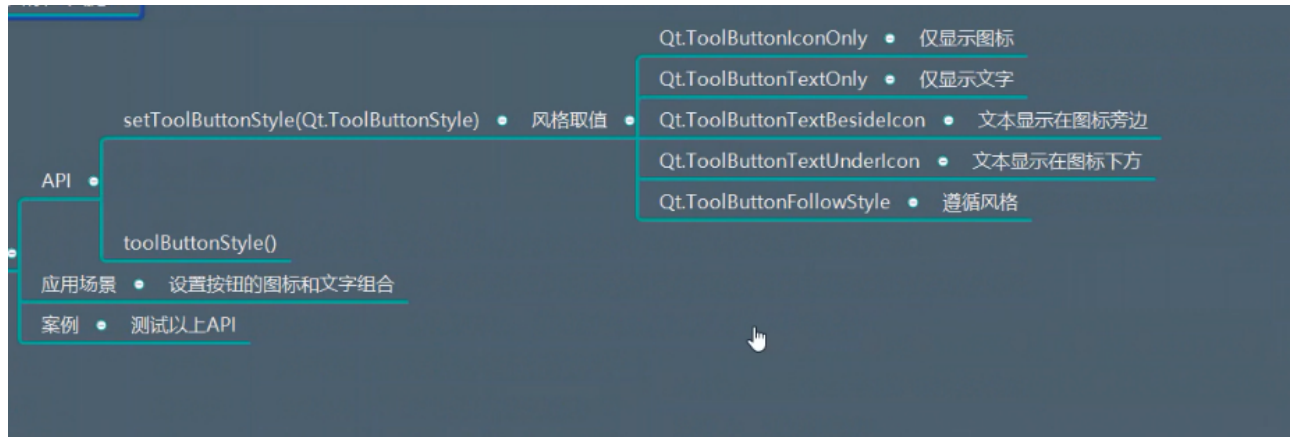 Qt.ToolButtonIconOnly 仅显示图标
Qt.ToolButtonTextOnly 仅显示文字
setToolButtonStyle(Qt.ToolButtonStyle) 风格取值 Qt.ToolButtonTextBesideIcon 文本显示在图标旁边
Qt.ToolButtonTextUnderIcon 文本显示在图标下方
API
Qt.ToolButtonFollowStyle 遵循风格
toolButtonStyle()
应用场景 设置按钮的图标和文字组合
案例 测试以上API